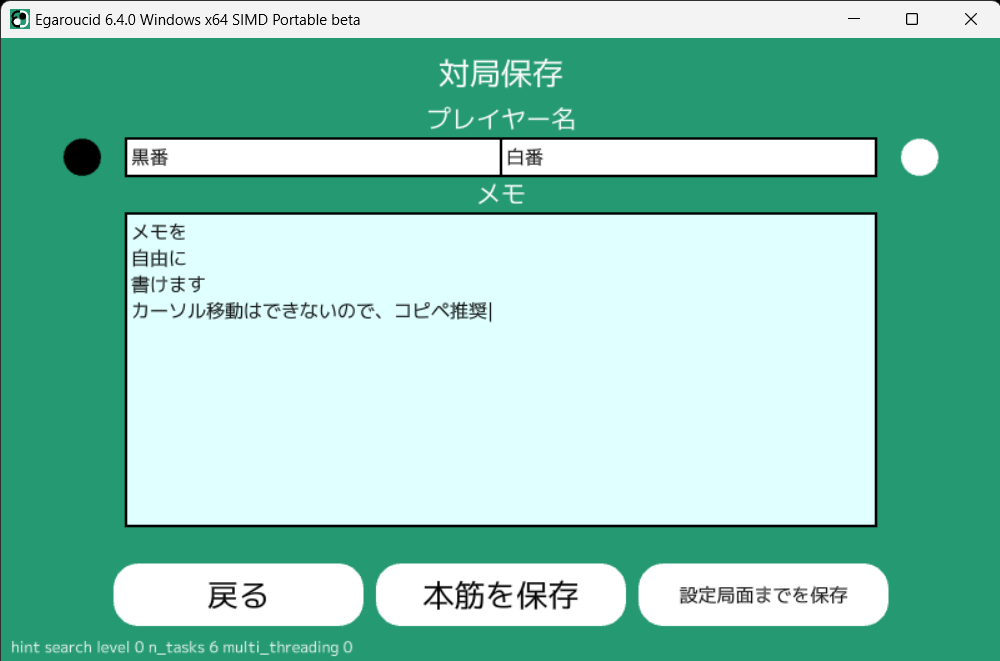 Egaroucid 6.4.0 Windows x64 SIMD Portable beta
対局保存
プレイヤー名
黒番
白番
メモ
メモを
自由に
書けます
カーソル移動はできないので、コピペ推奨
戻る
本筋を保存
設定局面までを保存
hint search level 0 n_tasks 6 multi_threading 0